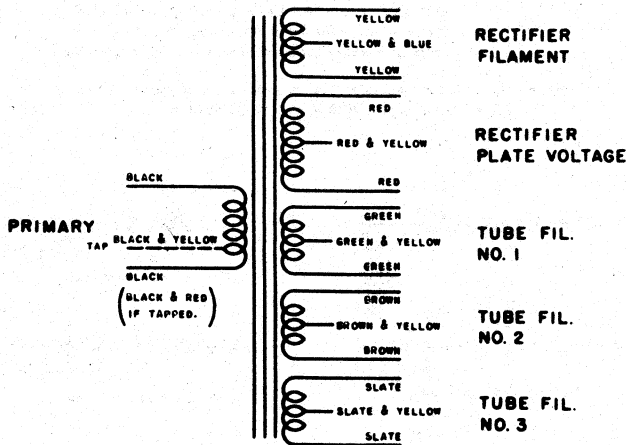 YELLOW
YELLOW & BLUE
YELLOW
RECTIFIER
FILAMENT
RED
RED & YELLOW
RED
RECTIFIER
PLATE VOLTAGE
PRIMARY
BLACK
TAP BLACK & YELLOW
BLACK
(BLACK & RED
IF TAPPED.)
GREEN
GREEN & YELLOW
GREEN
TUBE FIL.
NO. 1
BROWN
BROWN & YELLOW
BROWN
TUBE FIL.
NO. 2
SLATE
SLATE & YELLOW
SLATE
TUBE FIL.
NO. 3